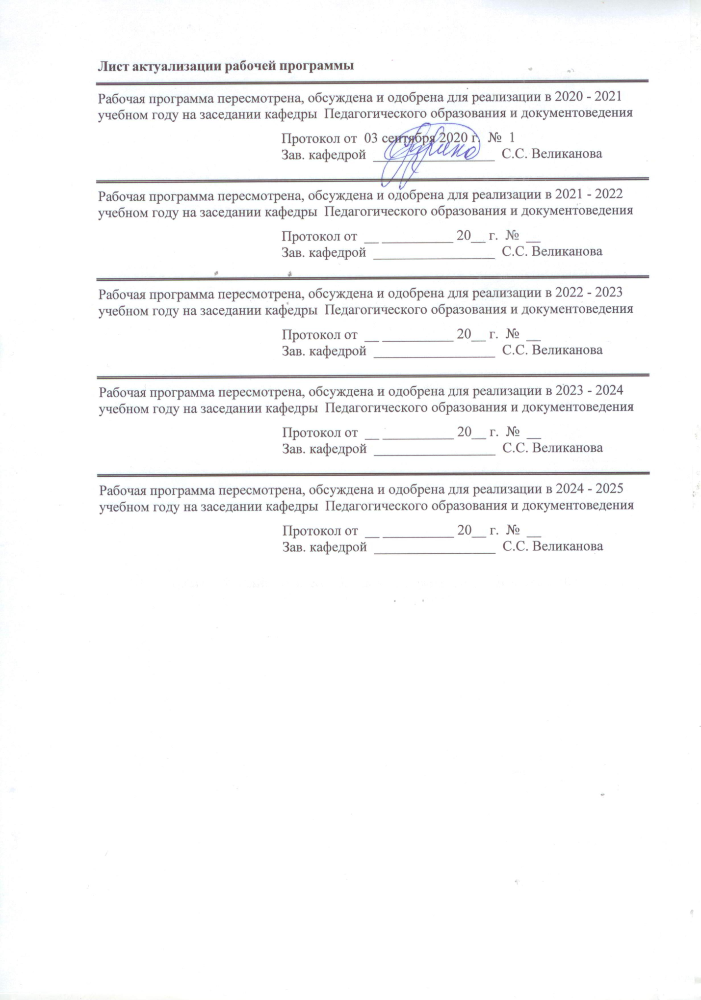 Лист актуализации рабочей программы
Рабочая программа пересмотрена, обсуждена и одобрена для реализации в 2020 - 2021
учебном году на заседании кафедры Педагогического образования и документоведения
Протокол от 03 сентября 2020 г. № 1
Зав. кафедрой ____________ С.С. Великанова
Рабочая программа пересмотрена, обсуждена и одобрена для реализации в 2021 - 2022
учебном году на заседании кафедры Педагогического образования и документоведения
Протокол от __ __________ 20__ г. № __
Зав. кафедрой ____________ С.С. Великанова
Рабочая программа пересмотрена, обсуждена и одобрена для реализации в 2022 - 2023
учебном году на заседании кафедры Педагогического образования и документоведения
Протокол от __ __________ 20__ г. № __
Зав. кафедрой ____________ С.С. Великанова
Рабочая программа пересмотрена, обсуждена и одобрена для реализации в 2023 - 2024
учебном году на заседании кафедры Педагогического образования и документоведения
Протокол от __ __________ 20__ г. № __
Зав. кафедрой ____________ С.С. Великанова
Рабочая программа пересмотрена, обсуждена и одобрена для реализации в 2024 - 2025
учебном году на заседании кафедры Педагогического образования и документоведения
Протокол от __ __________ 20__ г. № __
Зав. кафедрой ____________ С.С. Великанова